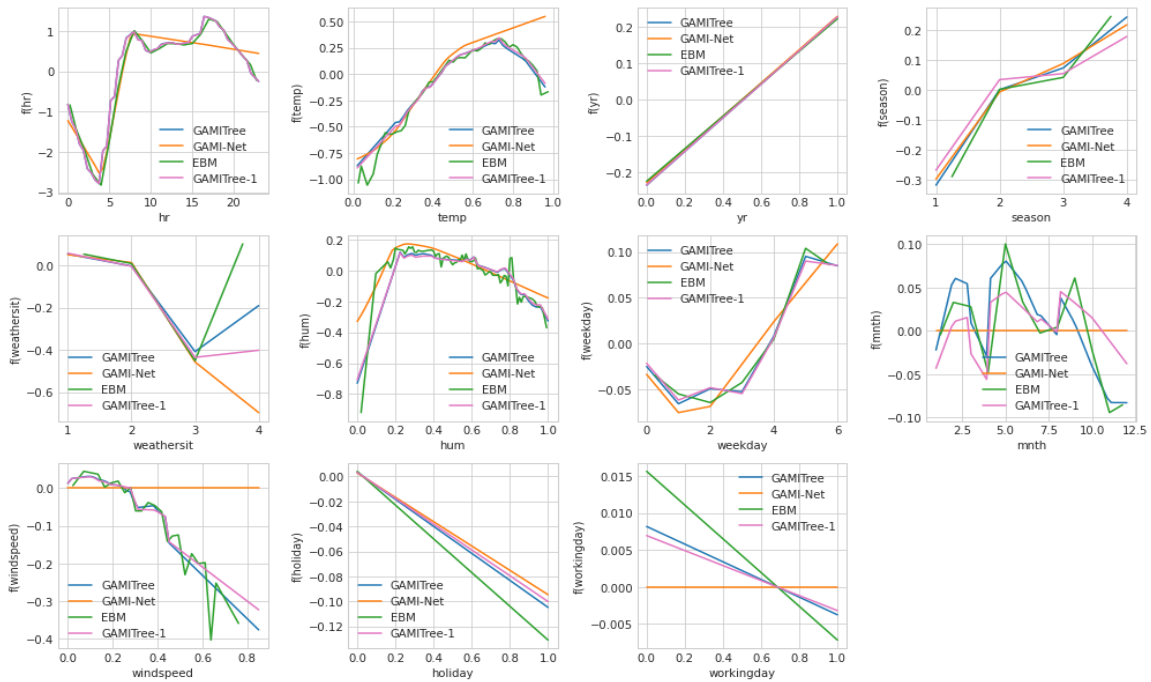 f(hr)
1
0
−1
−2
−3
0 5 10 15 20
hr
GAMITree
GAMI-Net
EBM
GAMITree-1
f(temp)
0.50
0.25
0.00
−0.25
−0.50
−0.75
−1.00
0.0 0.2 0.4 0.6 0.8 1.0
temp
GAMITree
GAMI-Net
EBM
GAMITree-1
f(yr)
0.2
0.1
0.0
−0.1
−0.2
0.0 0.2 0.4 0.6 0.8 1.0
yr
GAMITree
GAMI-Net
EBM
GAMITree-1
f(season)
0.2
0.1
0.0
−0.1
−0.2
−0.3
1 2 3 4
season
GAMITree
GAMI-Net
EBM
GAMITree-1
f(weathersit)
0.0
−0.2
−0.4
−0.6
1 2 3 4
weathersit
GAMITree
GAMI-Net
EBM
GAMITree-1
f(hum)
0.2
0.0
−0.2
−0.4
−0.6
−0.8
0.0 0.2 0.4 0.6 0.8 1.0
hum
GAMITree
GAMI-Net
EBM
GAMITree-1
f(weekday)
0.10
0.05
0.00
−0.05
0 2 4 6
weekday
GAMITree
GAMI-Net
EBM
GAMITree-1
f(mnth)
0.10
0.05
0.00
−0.05
−0.10
2.5 5.0 7.5 10.0 12.5
mnth
GAMITree
GAMI-Net
EBM
GAMITree-1
f(windspeed)
0.0
−0.1
−0.2
−0.3
−0.4
0.0 0.2 0.4 0.6 0.8
windspeed
GAMITree
GAMI-Net
EBM
GAMITree-1
f(holiday)
0.00
−0.02
−0.04
−0.06
−0.08
−0.10
−0.12
0.0 0.2 0.4 0.6 0.8 1.0
holiday
GAMITree
GAMI-Net
EBM
GAMITree-1
f(workingday)
0.015
0.010
0.005
0.000
−0.005
0.0 0.2 0.4 0.6 0.8 1.0
workingday
GAMITree
GAMI-Net
EBM
GAMITree-1